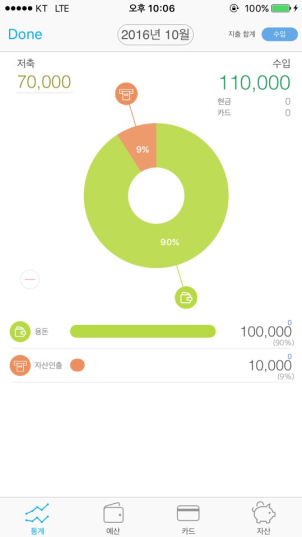 ●●●●● KT LTE 오후 10:06 100%
Done 2016년 10월 지출 합계 수입
저축 수입
70,000 110,000
현금 0
카드 0
9%
90%
0
용돈 100,000
(90%)
0
자산인출 10,000
(9%)
통계 예산 카드 자산